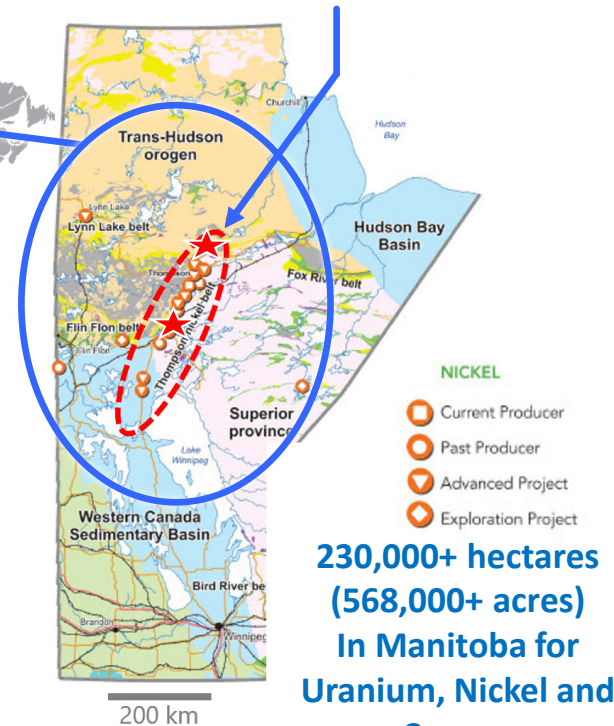 Churchill
Hudson
Bay
Trans-Hudson
orogen
Lynn Lake
Lynn Lake belt
Hudson Bay
Basin
Thompson
Fox River belt
Thompson nickel belt
Flin Flon belt
Flin Flon
Superior
province
Lake
Winnipeg
Western Canada
Sedimentary Basin
Bird River be
Brandon
Winnipeg
200 km
NICKEL
Current Producer
Past Producer
Advanced Project
Exploration Project
230,000+ hectares
(568,000+ acres)
In Manitoba for
Uranium, Nickel and